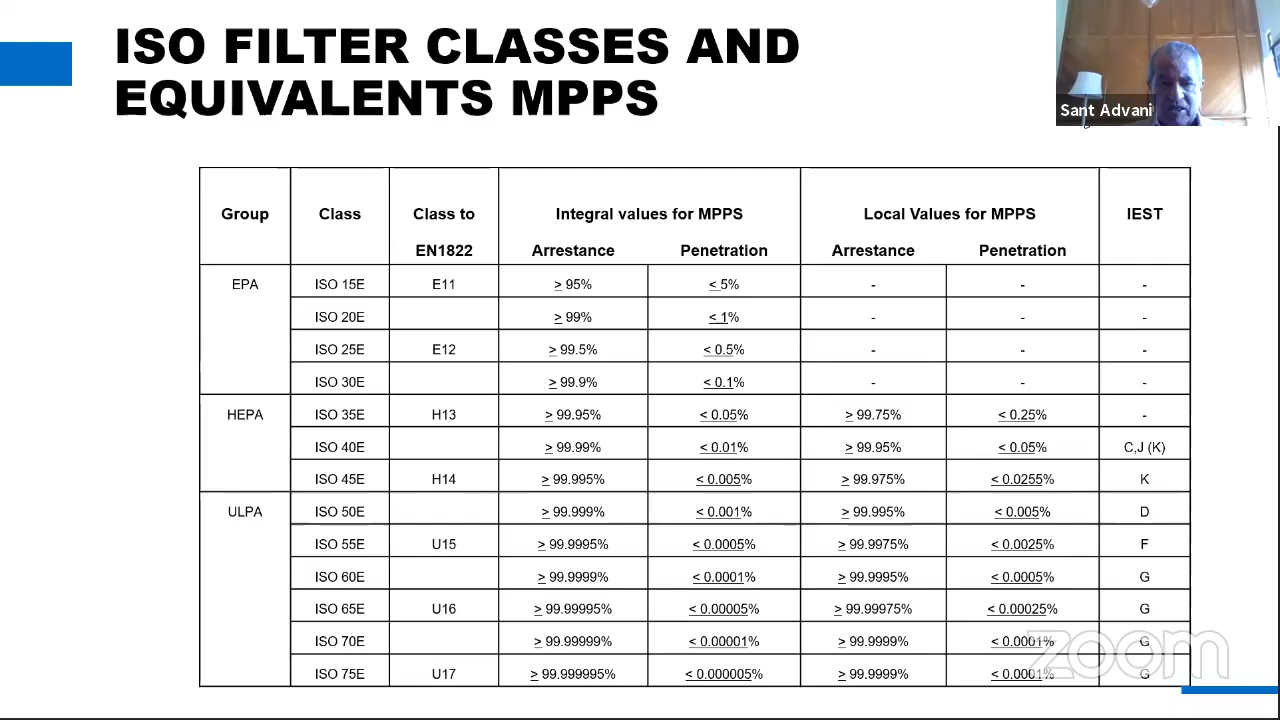 ISO FILTER CLASSES AND
EQUIVALENTS MPPS
Sant Advani
Group Class Class to EN1822 Integral values for MPPS Local Values for MPPS IEST
Arrestance Penetration Arrestance Penetration
EPA ISO 15E E11 ≥ 95% ≤ 5% - - -
ISO 20E ≥ 99% ≤ 1% - - -
ISO 25E E12 ≥ 99.5% ≤ 0.5% - - -
ISO 30E ≥ 99.9% ≤ 0.1% - - -
HEPA ISO 35E H13 ≥ 99.95% ≤ 0.05% ≥ 99.75% ≤ 0.25% -
ISO 40E ≥ 99.99% ≤ 0.01% ≥ 99.95% ≤ 0.05% C,J (K)
ISO 45E H14 ≥ 99.995% ≤ 0.005% ≥ 99.975% ≤ 0.0255% K
ULPA ISO 50E ≥ 99.999% ≤ 0.001% ≥ 99.995% ≤ 0.005% D
ISO 55E U15 ≥ 99.9995% ≤ 0.0005% ≥ 99.9975% ≤ 0.0025% F
ISO 60E ≥ 99.9999% ≤ 0.0001% ≥ 99.9995% ≤ 0.0005% G
ISO 65E U16 ≥ 99.99995% ≤ 0.00005% ≥ 99.99975% ≤ 0.00025% G
ISO 70E ≥ 99.99999% ≤ 0.00001% ≥ 99.9999% ≤ 0.0001% G
ISO 75E U17 ≥ 99.999995% ≤ 0.000005% ≥ 99.9999% ≤ 0.0001% G
zoom